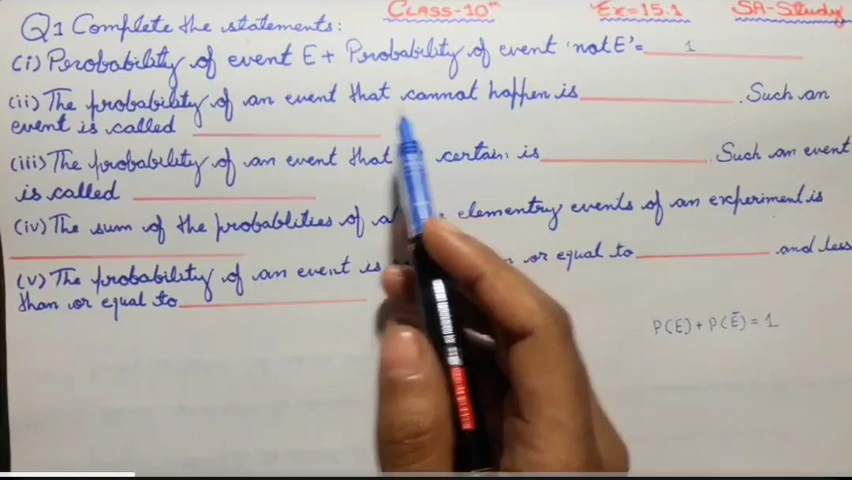 Class-10th Ex=15.1 SA-Study
Q1 Complete the statements:
(i) Probability of event E + Probability of event 'not E' = 1
(ii) The probability of an event that cannot happen is . Such an
event is called
(iii) The probability of an event that certain is . Such an event
is called
(iv) The sum of the probablities of elementry events of an experiment is
(v) The probability of an event is or equal to and less
than or equal to
P(E) + P(Ē) = 1